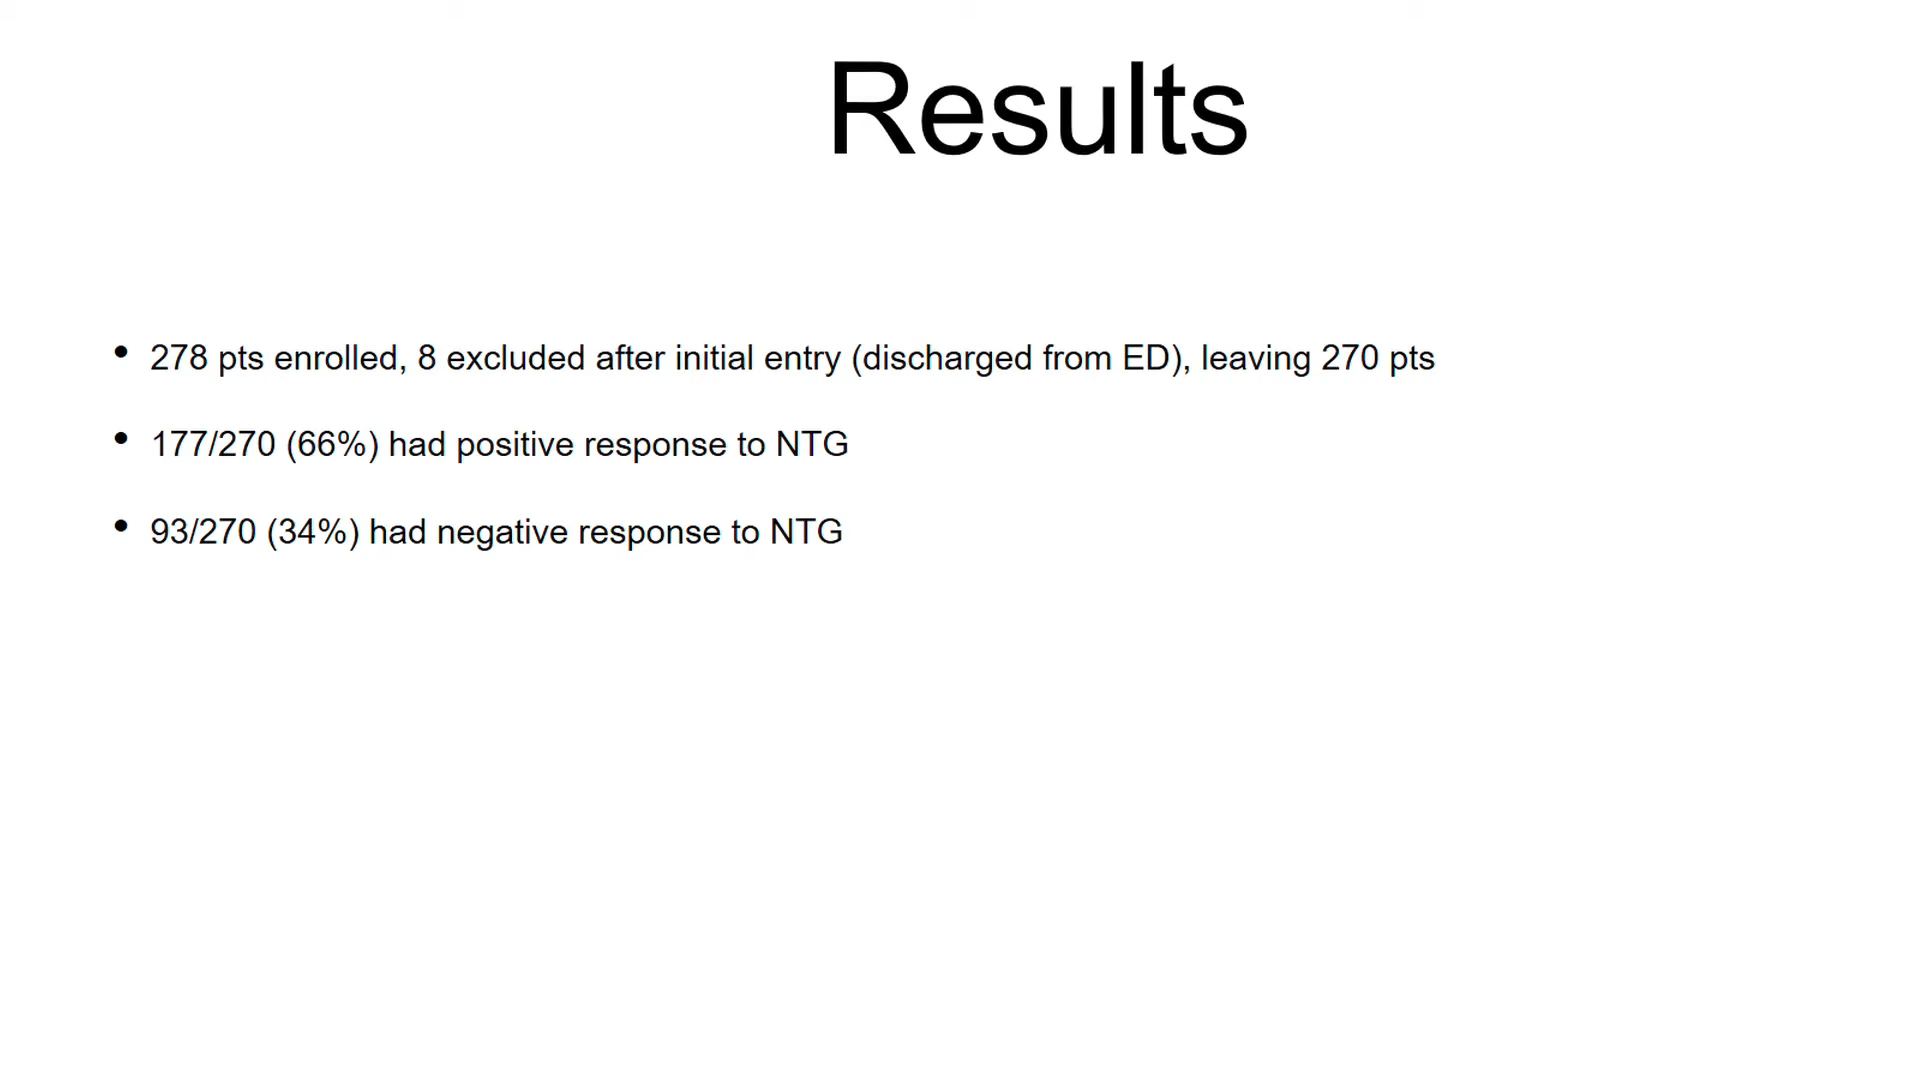 Results
• 278 pts enrolled, 8 excluded after initial entry (discharged from ED), leaving 270 pts
• 177/270 (66%) had positive response to NTG
• 93/270 (34%) had negative response to NTG